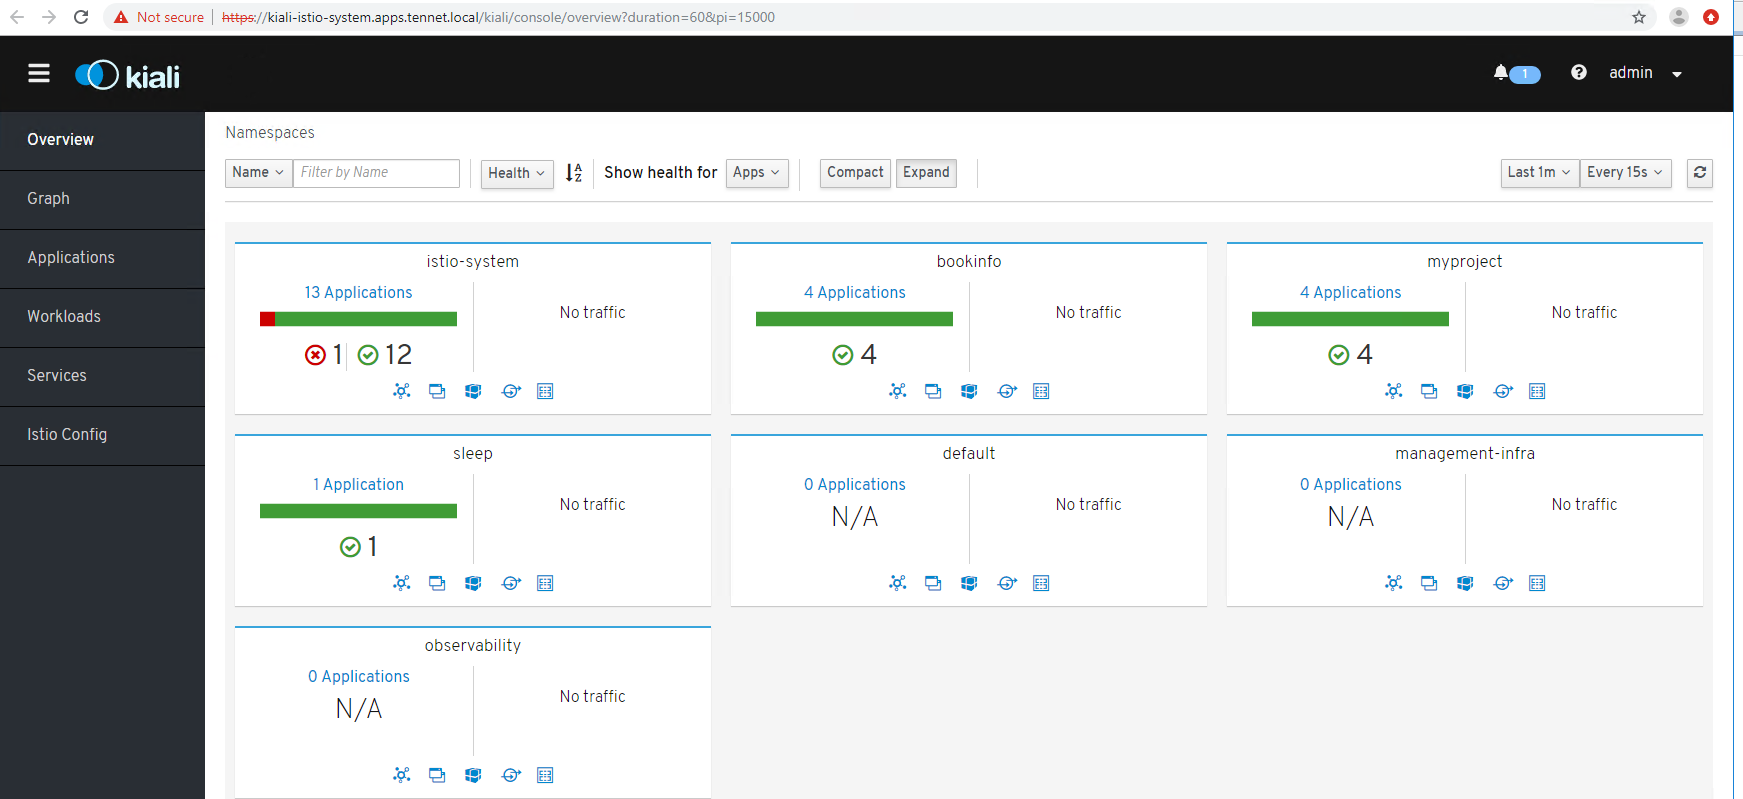 Not secure https://kiali-istio-system.apps.tennet.local/kiali/console/overview?duration=60&pi=15000
kiali
1
admin
Overview
Graph
Applications
Workloads
Services
Istio Config
Namespaces
Name Filter by Name Health Show health for Apps Compact Expand Last 1m Every 15s
istio-system
13 Applications
No traffic
1 12
bookinfo
4 Applications
No traffic
4
myproject
4 Applications
No traffic
4
sleep
1 Application
No traffic
1
default
0 Applications
No traffic
N/A
management-infra
0 Applications
No traffic
N/A
observability
0 Applications
No traffic
N/A